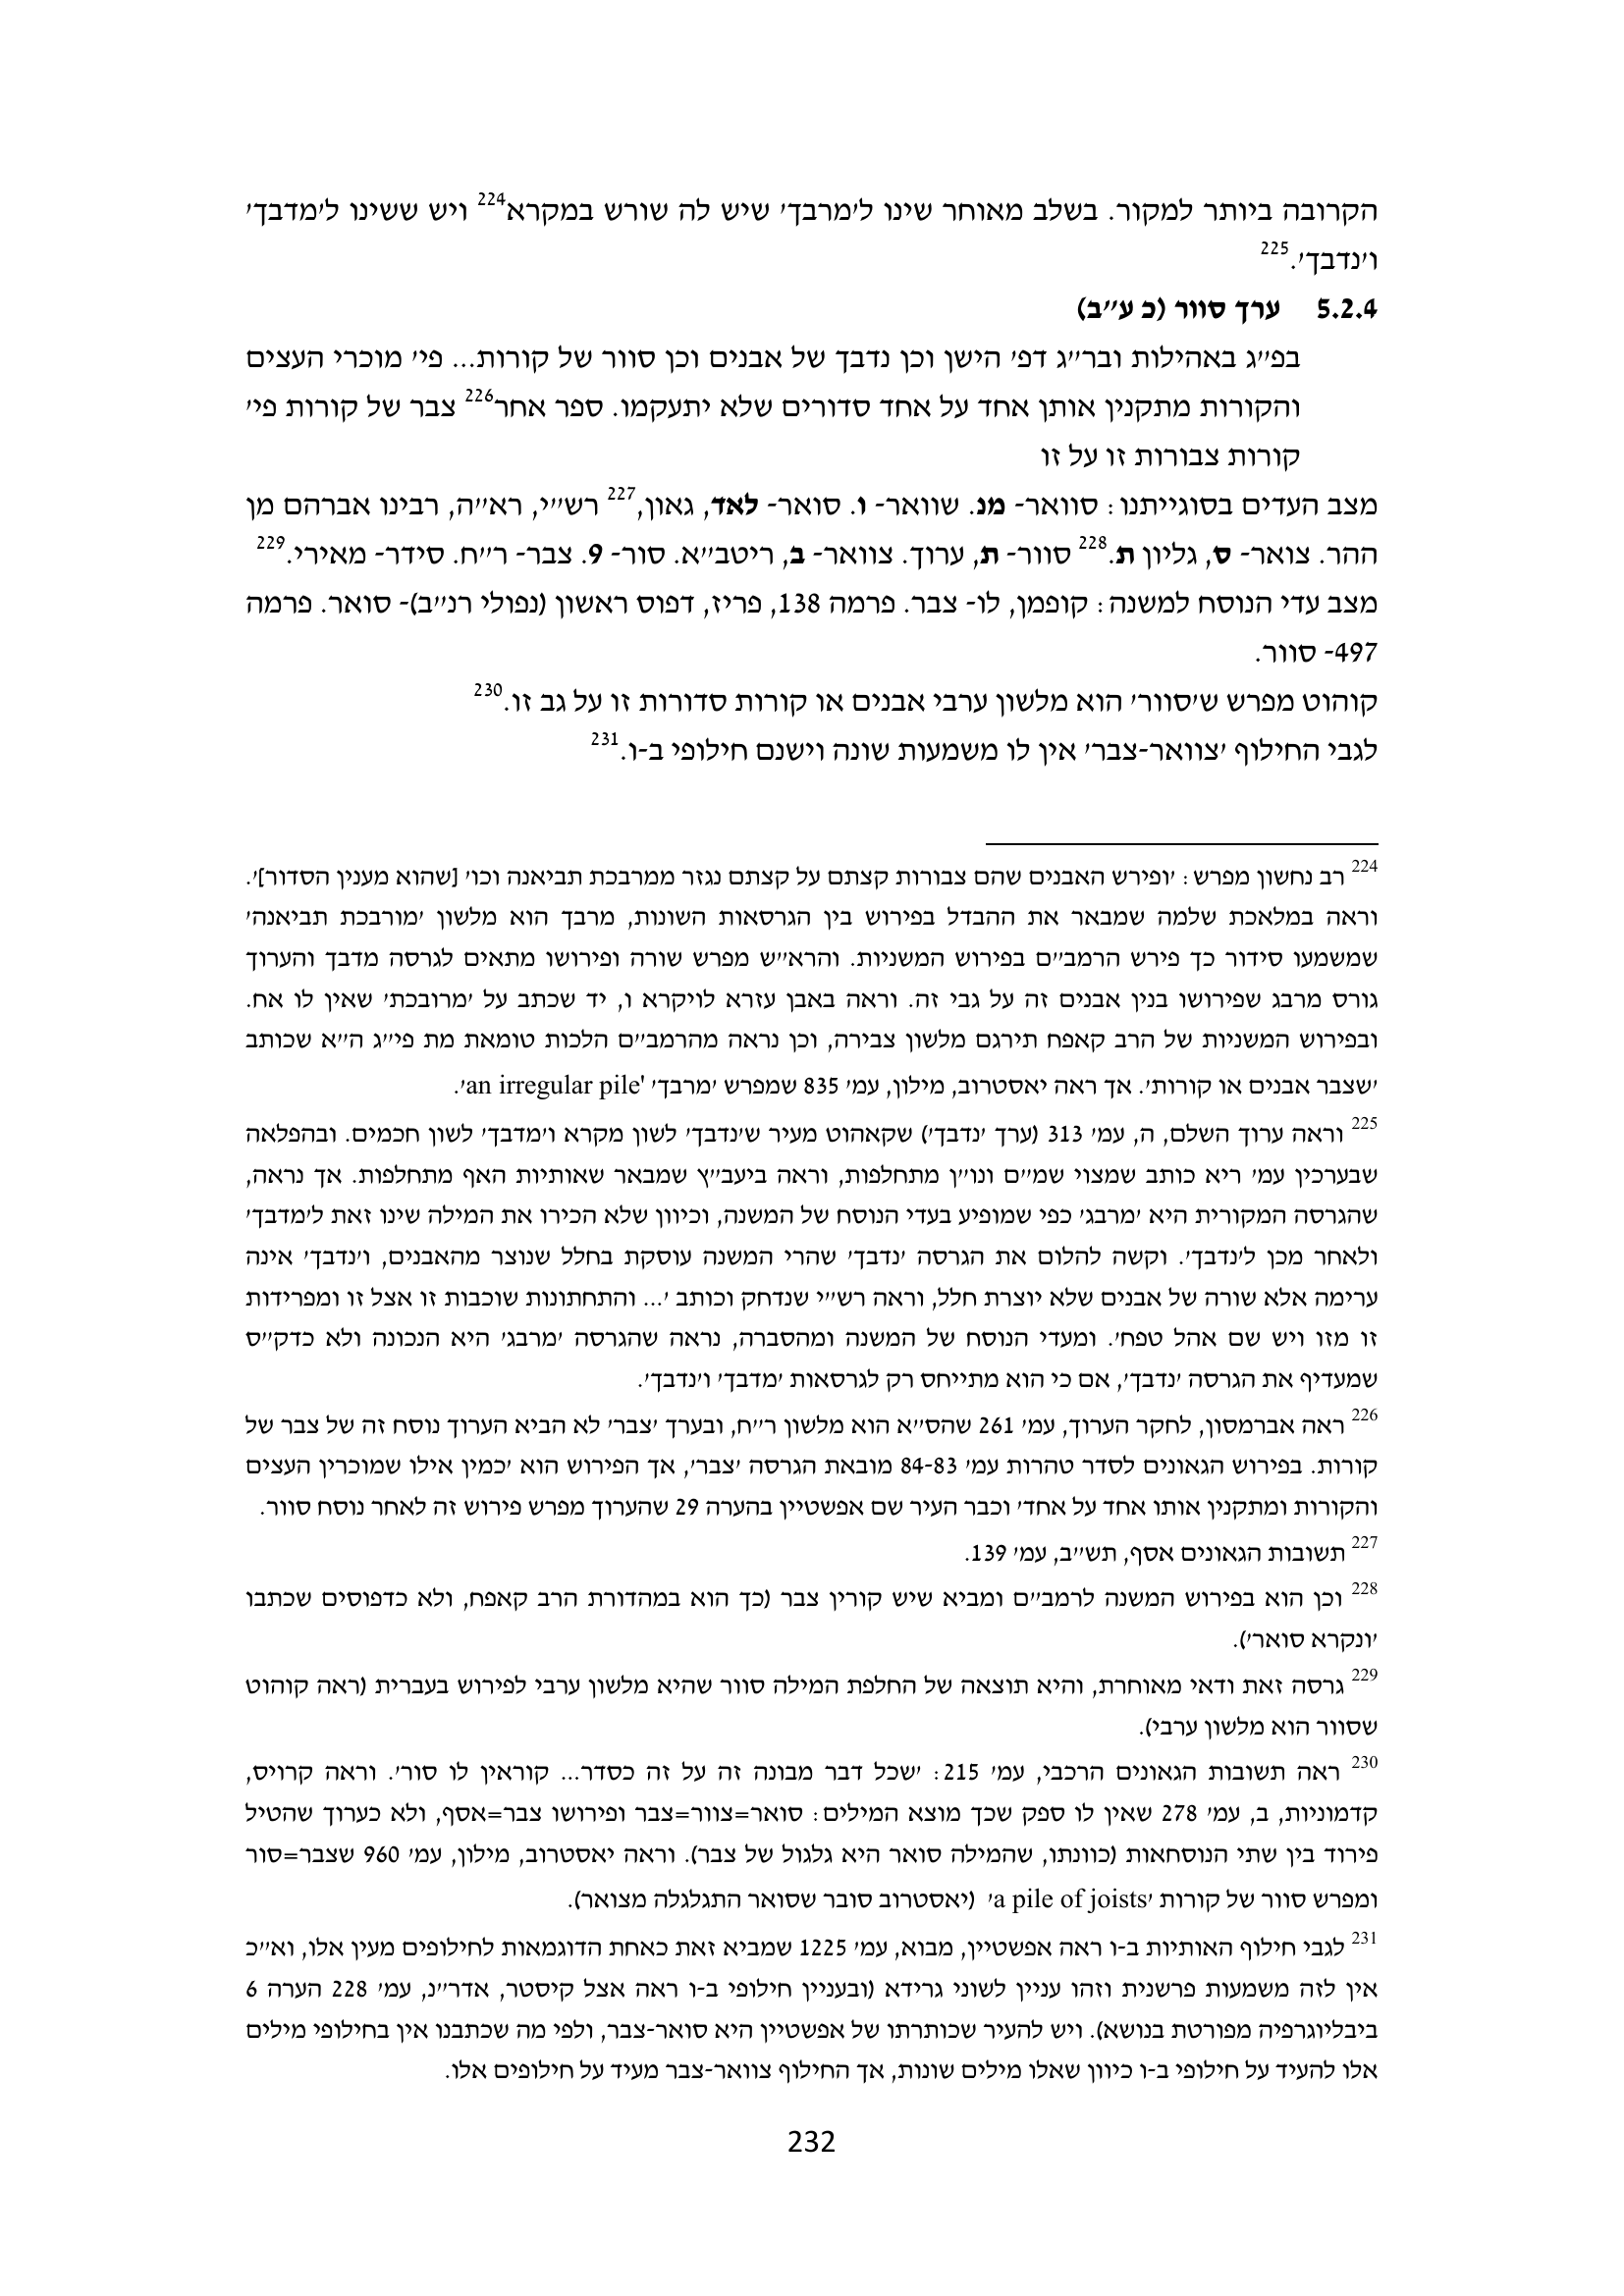 הקרובה ביותר למקור. בשלב מאוחר שינו ל'מרבך' שיש לה שורש במקרא224 ויש ששינו ל'מדבך'
ו'נדבך'.225
5.2.4 ערך סוור (כ ע"ב)
בפ"ג באהילות ובר"ג דפ' הישן וכן נדבך של אבנים וכן סוור של קורות... פי' מוכרי העצים
והקורות מתקנין אותן אחד על אחד סדורים שלא יתעקמו. ספר אחר226 צבר של קורות פי'
קורות צבורות זו על זו
מצב העדים בסוגייתנו: סוואר- מנ. שוואר- ו. סואר- לאד, גאון,227 רש"י, רא"ה, רבינו אברהם מן
ההר. צואר- ס, גליון ת.228 סוור- ת, ערוך. צוואר- ב, ריטב"א. סור- 9. צבר- ר"ח. סידר- מאירי.229
מצב עדי הנוסח למשנה: קופמן, לו- צבר. פרמה 138, פריז, דפוס ראשון (נפולי רנ"ב)- סואר. פרמה
497- סוור.
קוהוט מפרש ש'סוור' הוא מלשון ערבי אבנים או קורות סדורות זו על גב זו.230
לגבי החילוף 'צוואר-צבר' אין לו משמעות שונה וישנם חילופי ב-ו.231
224 רב נחשון מפרש: 'ופירש האבנים שהם צבורות קצתם על קצתם נגזר ממרבכת תביאנה וכו' [שהוא מענין הסדור]'.
וראה במלאכת שלמה שמבאר את ההבדל בפירוש בין הגרסאות השונות, מרבך הוא מלשון 'מורבכת תביאנה'
שמשמעו סידור כך פירש הרמב"ם בפירוש המשניות. והרא"ש מפרש שורה ופירושו מתאים לגרסה מדבך והערוך
גורס מרבג שפירושו בנין אבנים זה על גבי זה. וראה באבן עזרא לויקרא ו, יד שכתב על 'מרובכת' שאין לו אח.
ובפירוש המשניות של הרב קאפח תירגם מלשון צבירה, וכן נראה מהרמב"ם הלכות טומאת מת פי"ג ה"א שכותב
'שצבר אבנים או קורות'. אך ראה יאסטרוב, מילון, עמ' 835 שמפרש 'מרבך' 'an irregular pile'.
225 וראה ערוך השלם, ה, עמ' 313 (ערך 'נדבך') שקאהוט מעיר ש'נדבך' לשון מקרא ו'מדבך' לשון חכמים. ובהפלאה
שבערכין עמ' ריא כותב שמצוי שמ"ם ונו"ן מתחלפות, וראה ביעב"ץ שמבאר שאותיות האף מתחלפות. אך נראה,
שהגרסה המקורית היא 'מרבג' כפי שמופיע בעדי הנוסח של המשנה, וכיוון שלא הכירו את המילה שינו זאת ל'מדבך'
ולאחר מכן ל'נדבך'. וקשה להלום את הגרסה 'נדבך' שהרי המשנה עוסקת בחלל שנוצר מהאבנים, ו'נדבך' אינה
ערימה אלא שורה של אבנים שלא יוצרת חלל, וראה רש"י שנדחק וכותב '... והתחתונות שוכבות זו אצל זו ומפרידות
זו מזו ויש שם אהל טפח'. ומעדי הנוסח של המשנה ומהסברה, נראה שהגרסה 'מרבג' היא הנכונה ולא כדק"ס
שמעדיף את הגרסה 'נדבך', אם כי הוא מתייחס רק לגרסאות 'מדבך' ו'נדבך'.
226 ראה אברמסון, לחקר הערוך, עמ' 261 שהס"א הוא מלשון ר"ח, ובערך 'צבר' לא הביא הערוך נוסח זה של צבר של
קורות. בפירוש הגאונים לסדר טהרות עמ' 84-83 מובאת הגרסה 'צבר', אך הפירוש הוא 'כמין אילו שמוכרין העצים
והקורות ומתקנין אותו אחד על אחד' וכבר העיר שם אפשטיין בהערה 29 שהערוך מפרש פירוש זה לאחר נוסח סוור.
227 תשובות הגאונים אסף, תש"ב, עמ' 139.
228 וכן הוא בפירוש המשנה לרמב"ם ומביא שיש קורין צבר (כך הוא במהדורת הרב קאפח, ולא כדפוסים שכתבו
'ונקרא סואר').
229 גרסה זאת ודאי מאוחרת, והיא תוצאה של החלפת המילה סוור שהיא מלשון ערבי לפירוש בעברית (ראה קוהוט
שסוור הוא מלשון ערבי).
230 ראה תשובות הגאונים הרכבי, עמ' 215: 'שכל דבר מבונה זה על זה כסדר... קוראין לו סור'. וראה קרויס,
קדמוניות, ב, עמ' 278 שאין לו ספק שכך מוצא המילים: סואר=צוור=צבר ופירושו צבר=אסף, ולא כערוך שהטיל
פירוד בין שתי הנוסחאות (כוונתו, שהמילה סואר היא גלגול של צבר). וראה יאסטרוב, מילון, עמ' 960 שצבר=סור
ומפרש סוור של קורות 'a pile of joists' (יאסטרוב סובר שסואר התגלגלה מצואר).
231 לגבי חילוף האותיות ב-ו ראה אפשטיין, מבוא, עמ' 1225 שמביא זאת כאחת הדוגמאות לחילופים מעין אלו, וא"כ
אין לזה משמעות פרשנית וזהו עניין לשוני גרידא (ובעניין חילופי ב-ו ראה אצל קיסטר, אדר"נ, עמ' 228 הערה 6
ביבליוגרפיה מפורטת בנושא). ויש להעיר שכותרתו של אפשטיין היא סואר-צבר, ולפי מה שכתבנו אין בחילופי מילים
אלו להעיד על חילופי ב-ו כיוון שאלו מילים שונות, אך החילוף צוואר-צבר מעיד על חילופים אלו.
232